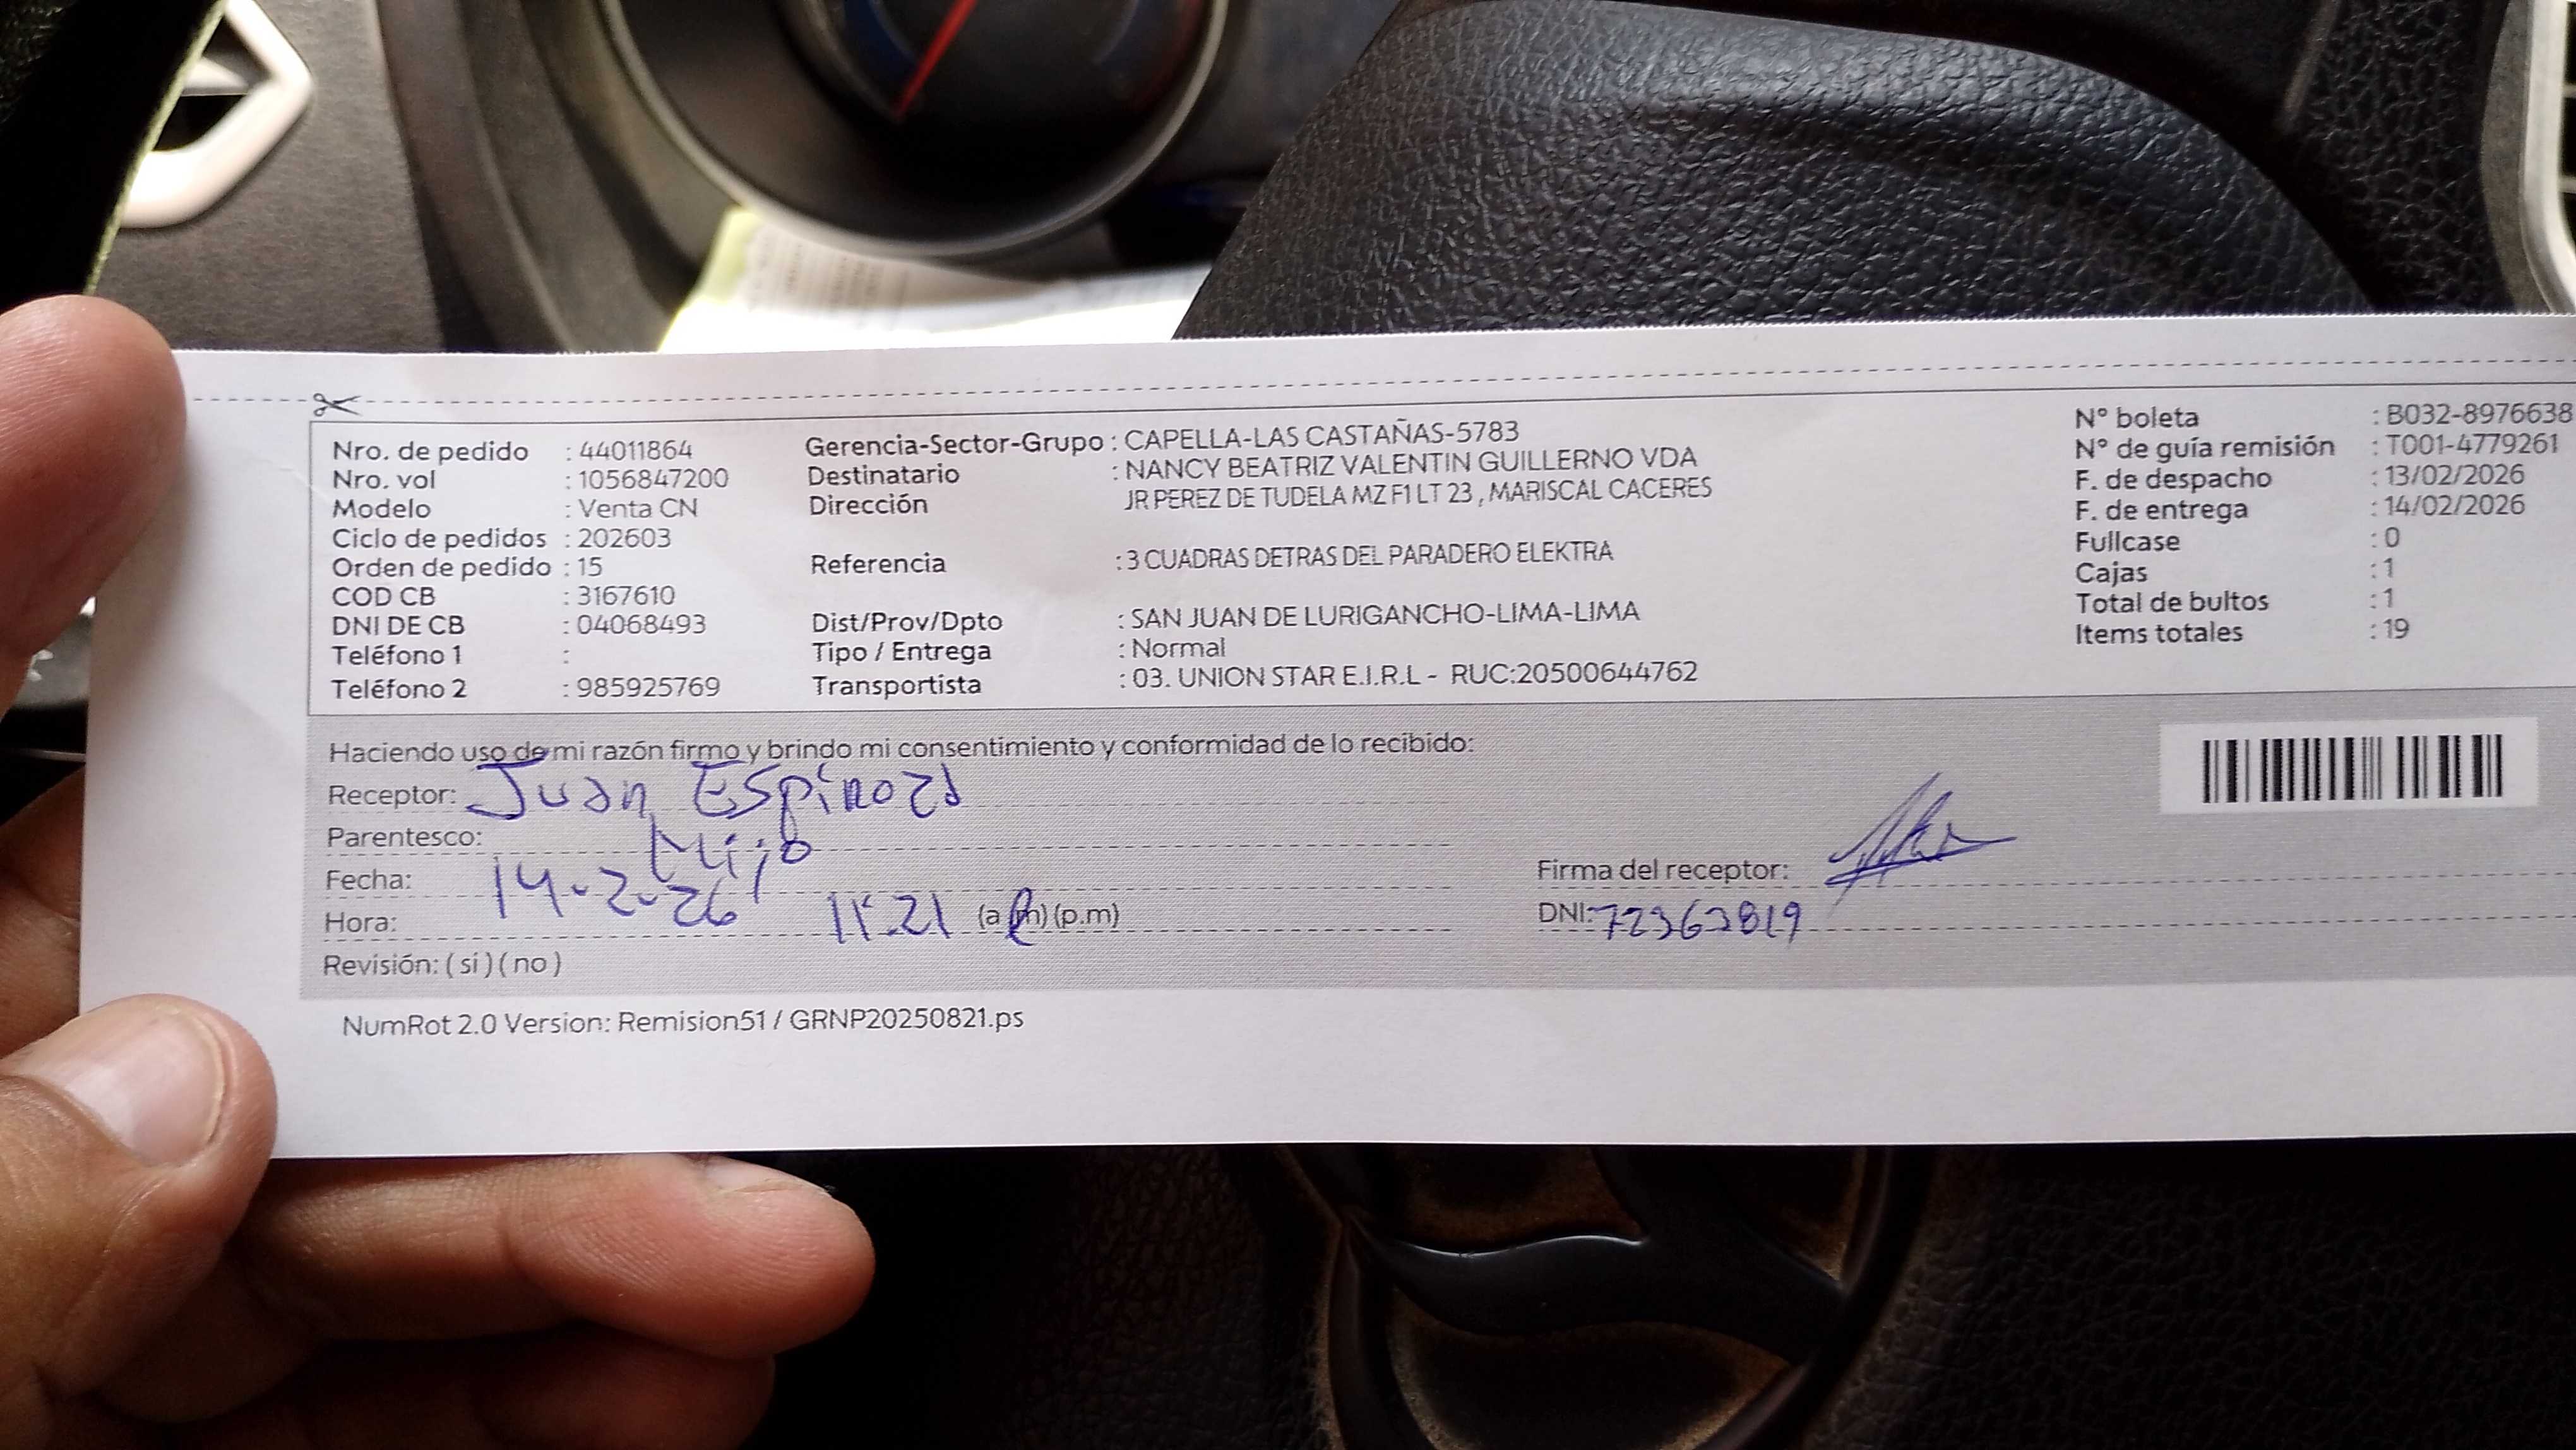 Nro. de pedido : 44011864
Nro. vol : 1056847200
Modelo : Venta CN
Ciclo de pedidos : 202603
Orden de pedido : 15
COD CB : 3167610
DNI DE CB : 04068493
Teléfono 1 :
Teléfono 2 : 985925769
Gerencia-Sector-Grupo : CAPELLA-LAS CASTAÑAS-5783
Destinatario : NANCY BEATRIZ VALENTIN GUILLERNO VDA
Dirección JR PEREZ DE TUDELA MZ F1 LT 23 , MARISCAL CACERES
Referencia : 3 CUADRAS DETRAS DEL PARADERO ELEKTRA
Dist/Prov/Dpto : SAN JUAN DE LURIGANCHO-LIMA-LIMA
Tipo / Entrega : Normal
Transportista : 03. UNION STAR E.I.R.L - RUC:20500644762
N° boleta : B032-8976638
N° de guía remisión : T001-4779261
F. de despacho : 13/02/2026
F. de entrega : 14/02/2026
Fullcase : 0
Cajas : 1
Total de bultos : 1
Items totales : 19
Haciendo uso de mi razón firmo y brindo mi consentimiento y conformidad de lo recibido:
Receptor: Juan Espinoza
Parentesco: Hijo
Fecha: 14-2-26
Hora: 11:21 (a.m) (p.m)
Revisión: ( si ) ( no )
Firma del receptor:
DNI: 72363819
NumRot 2.0 Version: Remision51 / GRNP20250821.ps